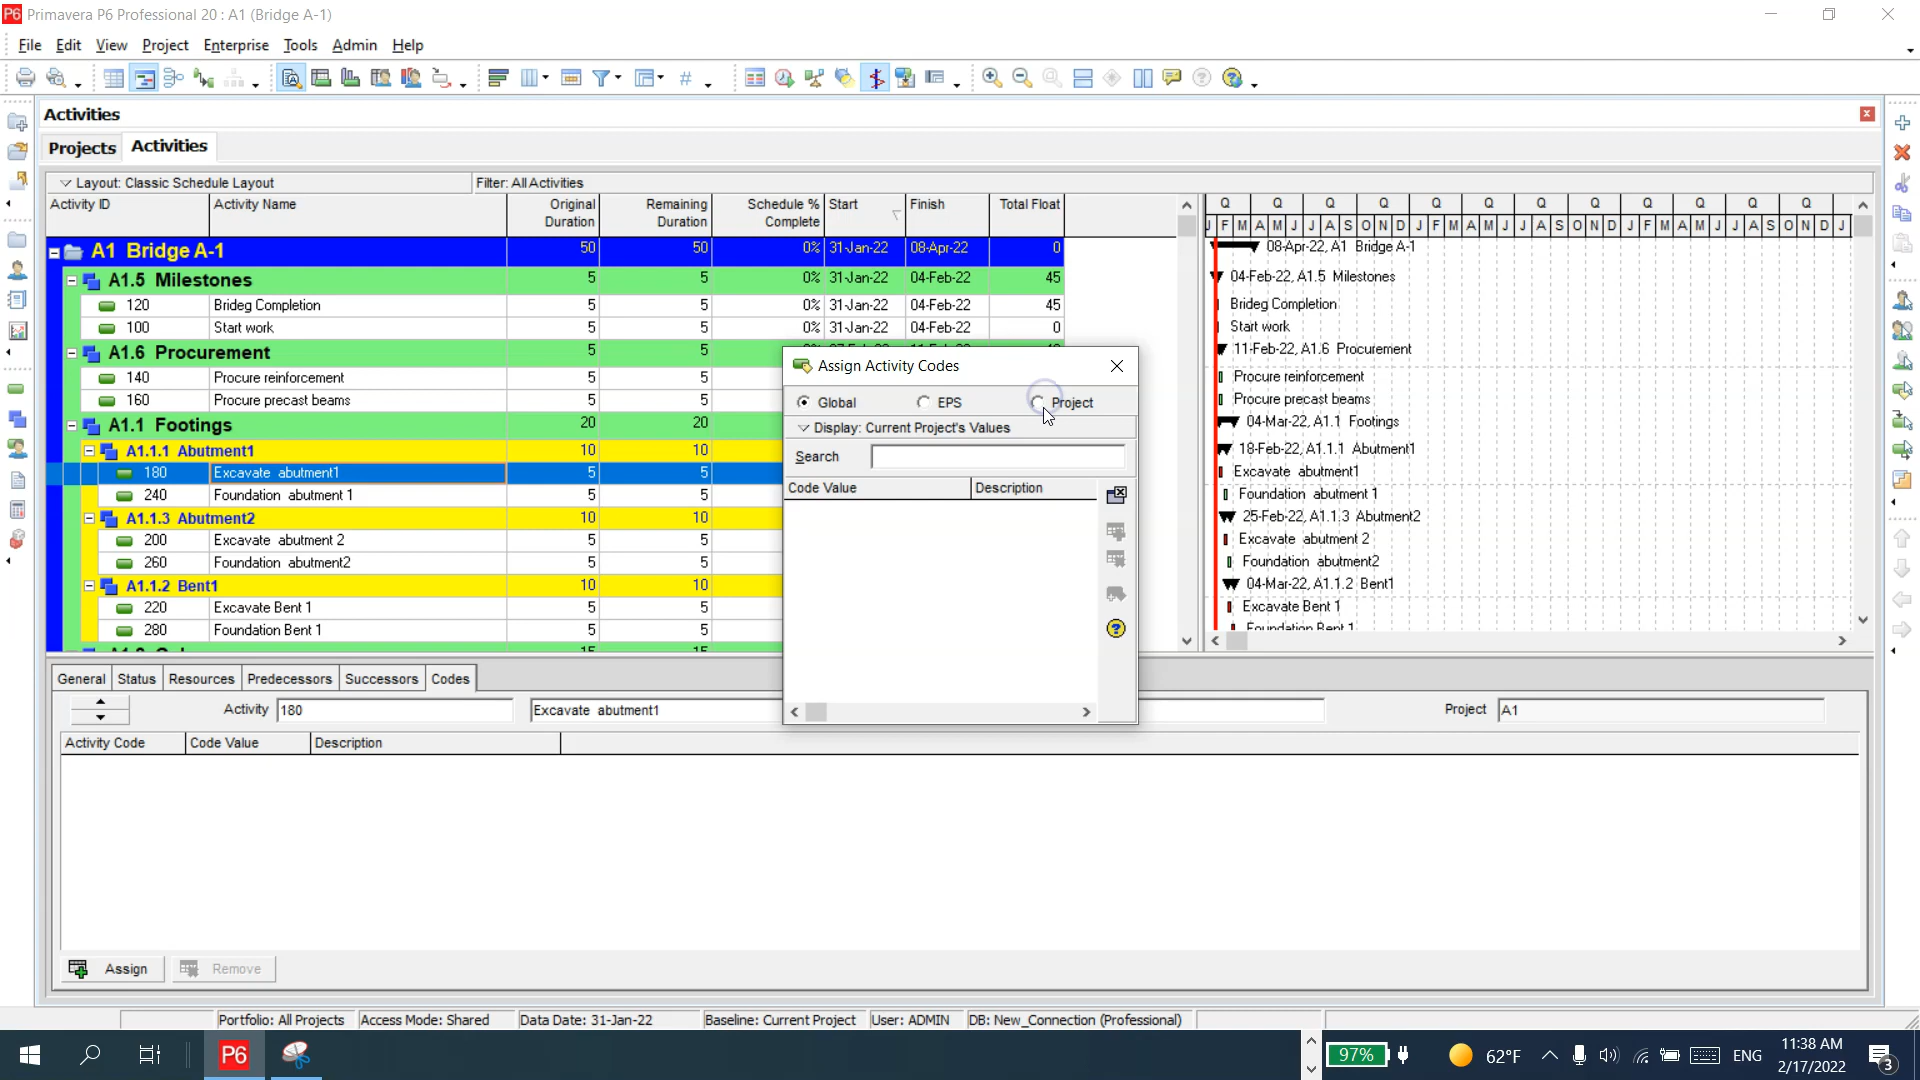 Primavera P6 Professional 20 : A1 (Bridge A-1)
File Edit View Project Enterprise Tools Admin Help
Activities
Projects Activities
Layout: Classic Schedule Layout Filter: All Activities
Activity ID Activity Name Original Duration Remaining Duration Schedule % Complete Start Finish Total Float
Q Q Q Q Q Q Q Q Q Q Q Q
J F M A M J J A S O N D J F M A M J J A S O N D J F M A M J J A S O N D J
A1 Bridge A-1 50 50 0% 31-Jan-22 08-Apr-22 0
08-Apr-22, A1 Bridge A-1
A1.5 Milestones 5 5 0% 31-Jan-22 04-Feb-22 45
04-Feb-22, A1.5 Milestones
120 Brideg Completion 5 5 0% 31-Jan-22 04-Feb-22 45
Brideg Completion
100 Start work 5 5 0% 31-Jan-22 04-Feb-22 0
Start work
A1.6 Procurement 5 5
11-Feb-22, A1.6 Procurement
140 Procure reinforcement 5 5
Procure reinforcement
160 Procure precast beams 5 5
Procure precast beams
A1.1 Footings 20 20
04-Mar-22, A1.1 Footings
A1.1.1 Abutment1 10 10
18-Feb-22, A1.1.1 Abutment1
180 Excavate abutment1 5 5
Excavate abutment1
240 Foundation abutment 1 5 5
Foundation abutment 1
A1.1.3 Abutment2 10 10
25-Feb-22, A1.1.3 Abutment2
200 Excavate abutment 2 5 5
Excavate abutment 2
260 Foundation abutment2 5 5
Foundation abutment2
A1.1.2 Bent1 10 10
04-Mar-22, A1.1.2 Bent1
220 Excavate Bent 1 5 5
Excavate Bent 1
280 Foundation Bent 1 5 5
Foundation Bent 1
Assign Activity Codes
Global EPS Project
Display: Current Project's Values
Search
Code Value Description
General Status Resources Predecessors Successors Codes
Activity 180 Excavate abutment1 Project A1
Activity Code Code Value Description
Assign Remove
Portfolio: All Projects Access Mode: Shared Data Date: 31-Jan-22 Baseline: Current Project User: ADMIN DB: New_Connection (Professional)
P6 97% 62°F ENG 11:38 AM
2/17/2022 3